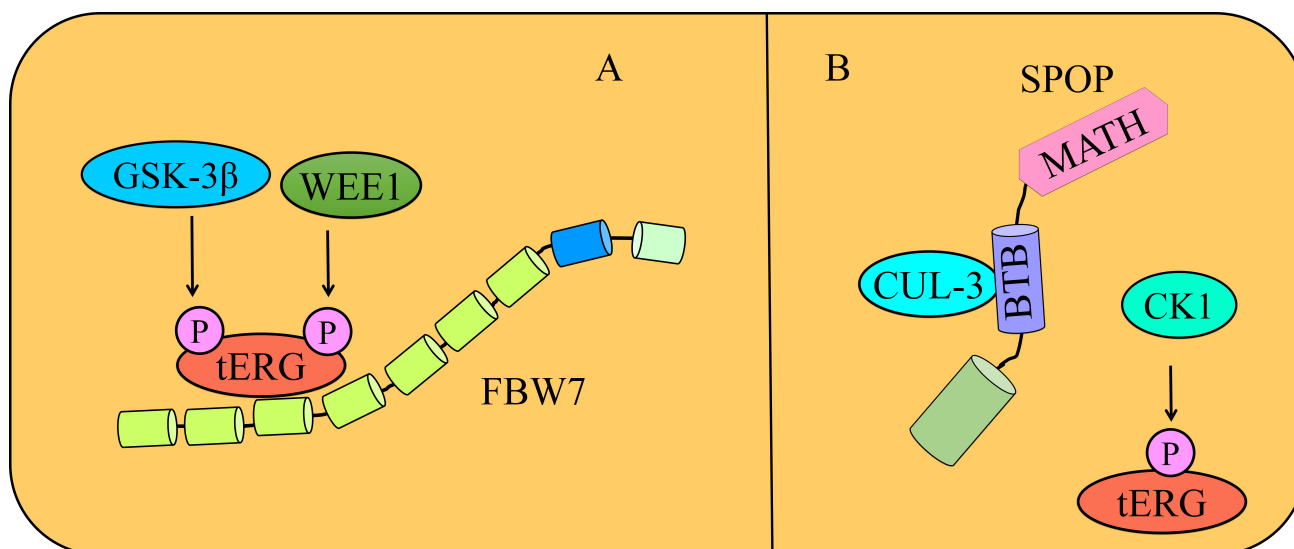 A
GSK-3β
WEE1
P
P
tERG
FBW7
B
SPOP
MATH
BTB
CUL-3
CK1
P
tERG